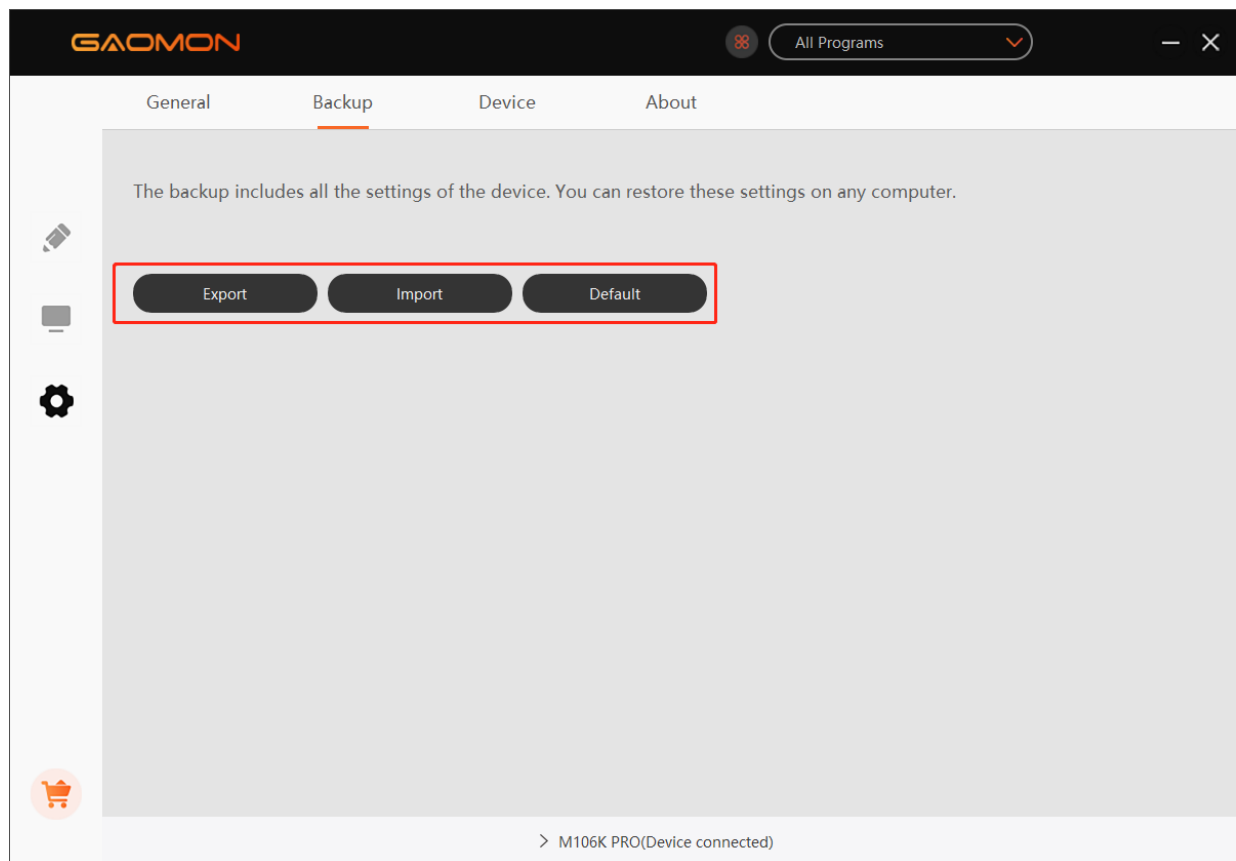 GAOMON
All Programs
General Backup Device About
The backup includes all the settings of the device. You can restore these settings on any computer.
Export Import Default
M106K PRO(Device connected)